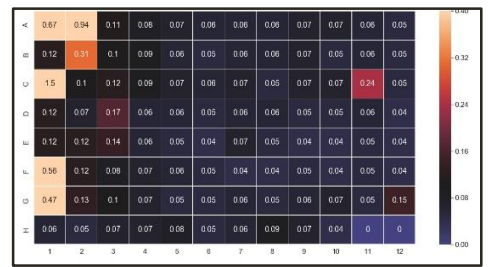 A 0.67 0.94 0.11 0.08 0.07 0.06 0.06 0.06 0.07 0.07 0.06 0.05
B 0.12 0.31 0.1 0.09 0.06 0.05 0.06 0.06 0.07 0.05 0.06 0.05
C 1.5 0.1 0.12 0.09 0.07 0.06 0.07 0.05 0.07 0.07 0.24 0.05
D 0.12 0.07 0.17 0.06 0.06 0.05 0.06 0.06 0.05 0.05 0.06 0.04
E 0.12 0.12 0.14 0.06 0.05 0.04 0.07 0.05 0.04 0.04 0.05 0.04
F 0.56 0.12 0.08 0.07 0.06 0.05 0.04 0.04 0.05 0.04 0.05 0.04
G 0.47 0.13 0.1 0.07 0.05 0.05 0.06 0.05 0.06 0.07 0.05 0.15
H 0.06 0.05 0.07 0.07 0.08 0.05 0.06 0.09 0.07 0.04 0 0
1 2 3 4 5 6 7 8 9 10 11 12
0.40
0.32
0.24
0.16
0.08
0.00